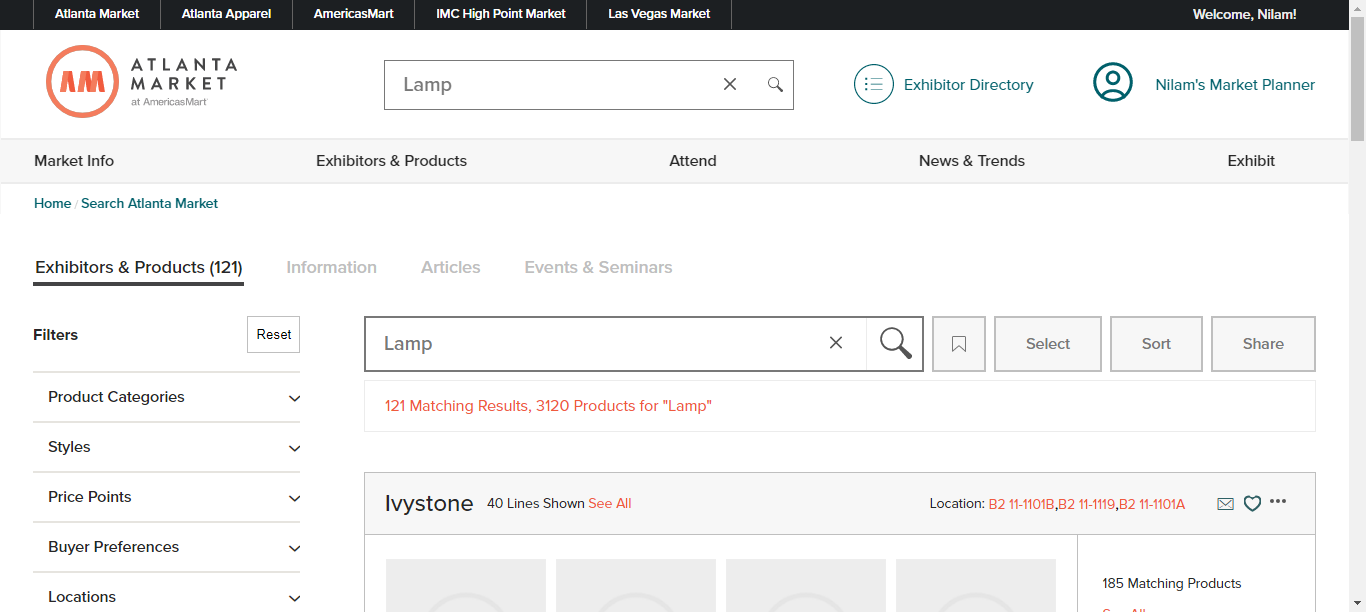 Atlanta Market Atlanta Apparel AmericasMart IMC High Point Market Las Vegas Market Welcome, Nilam!
AM ATLANTA
MARKET
at AmericasMart
Lamp
Exhibitor Directory
Nilam's Market Planner
Market Info Exhibitors & Products Attend News & Trends Exhibit
Home / Search Atlanta Market
Exhibitors & Products (121) Information Articles Events & Seminars
Filters Reset
Product Categories
Styles
Price Points
Buyer Preferences
Locations
Lamp Select Sort Share
121 Matching Results, 3120 Products for "Lamp"
Ivystone 40 Lines Shown See All Location: B2 11-1101B,B2 11-1119,B2 11-1101A
185 Matching Products
See All